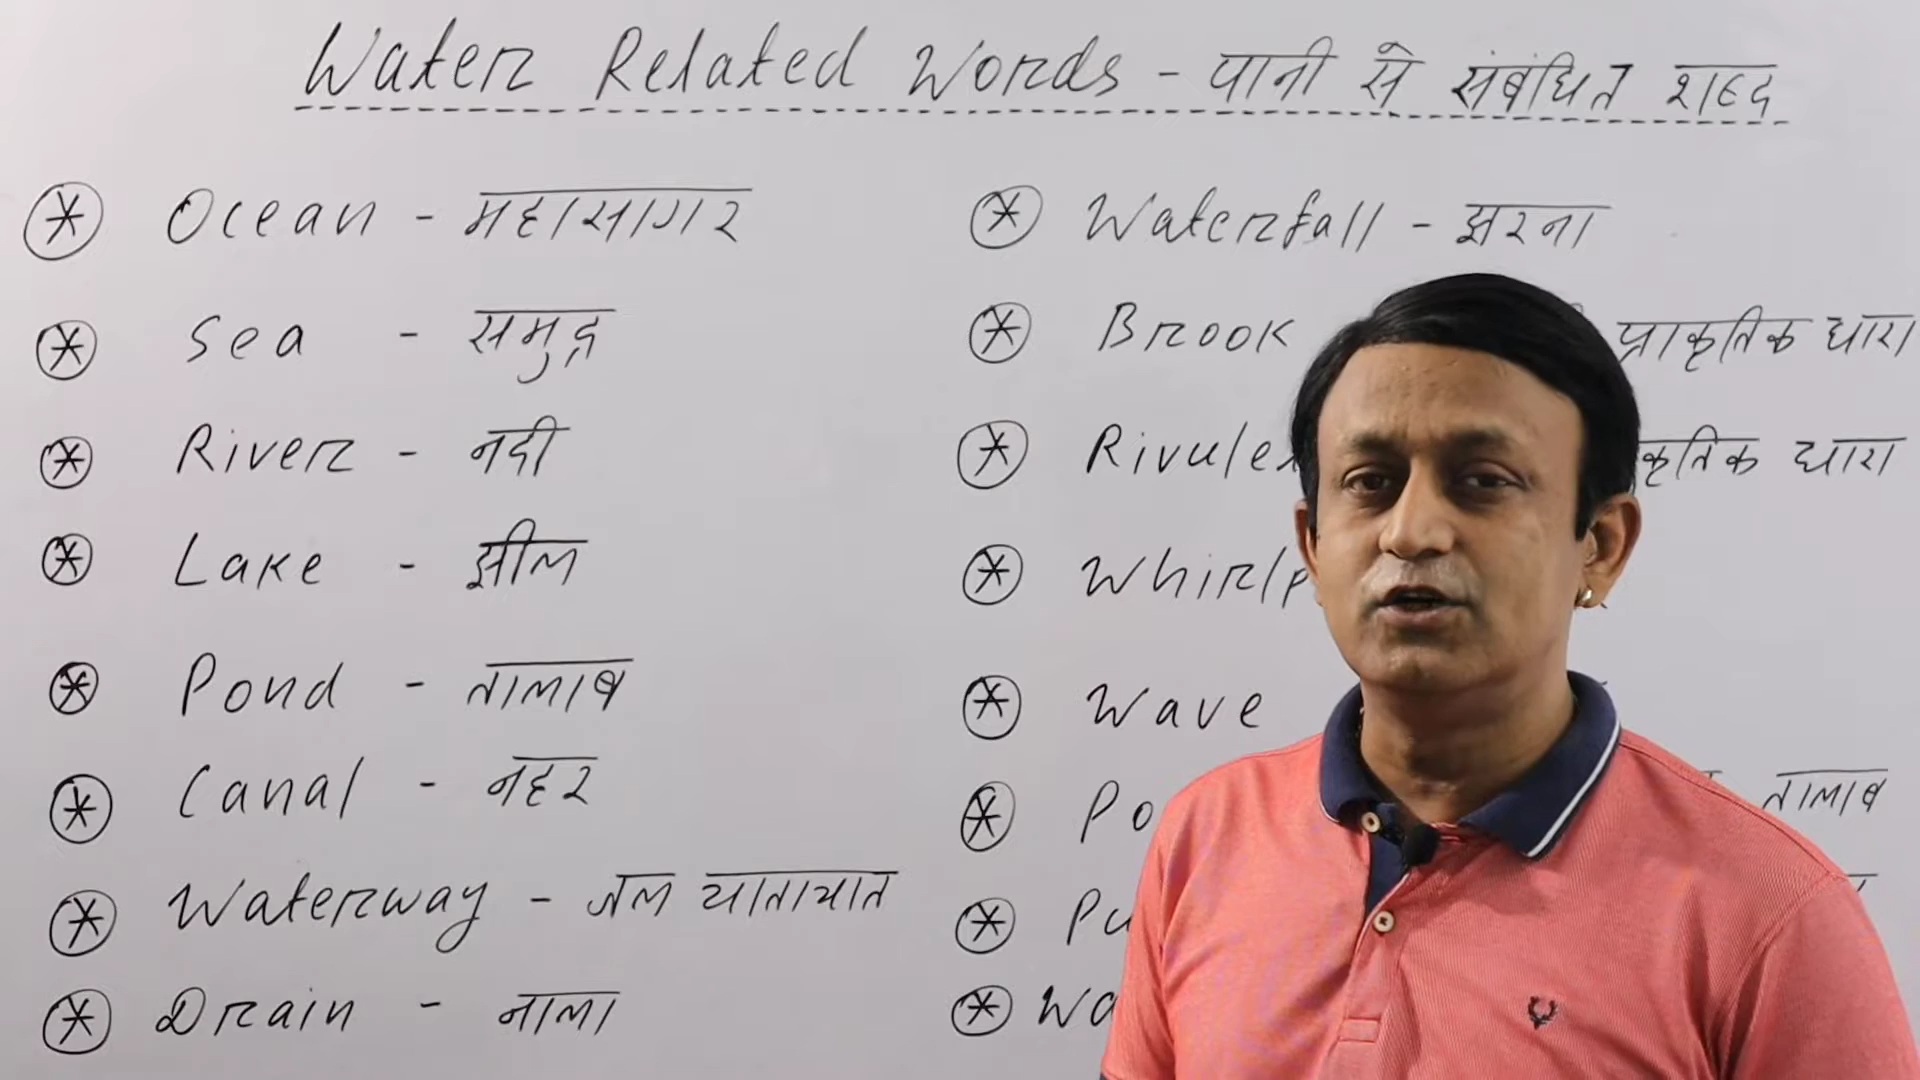 Water Related Words - पानी से संबंधित शब्द
Ocean - महासागर
Sea - समुद्र
River - नदी
Lake - झील
Pond - तालाब
Canal - नहर
Waterway - जल यातायात
Drain - नाला
Waterfall - झरना
Brook प्राकृतिक धारा
धारा
Wave
तालाब